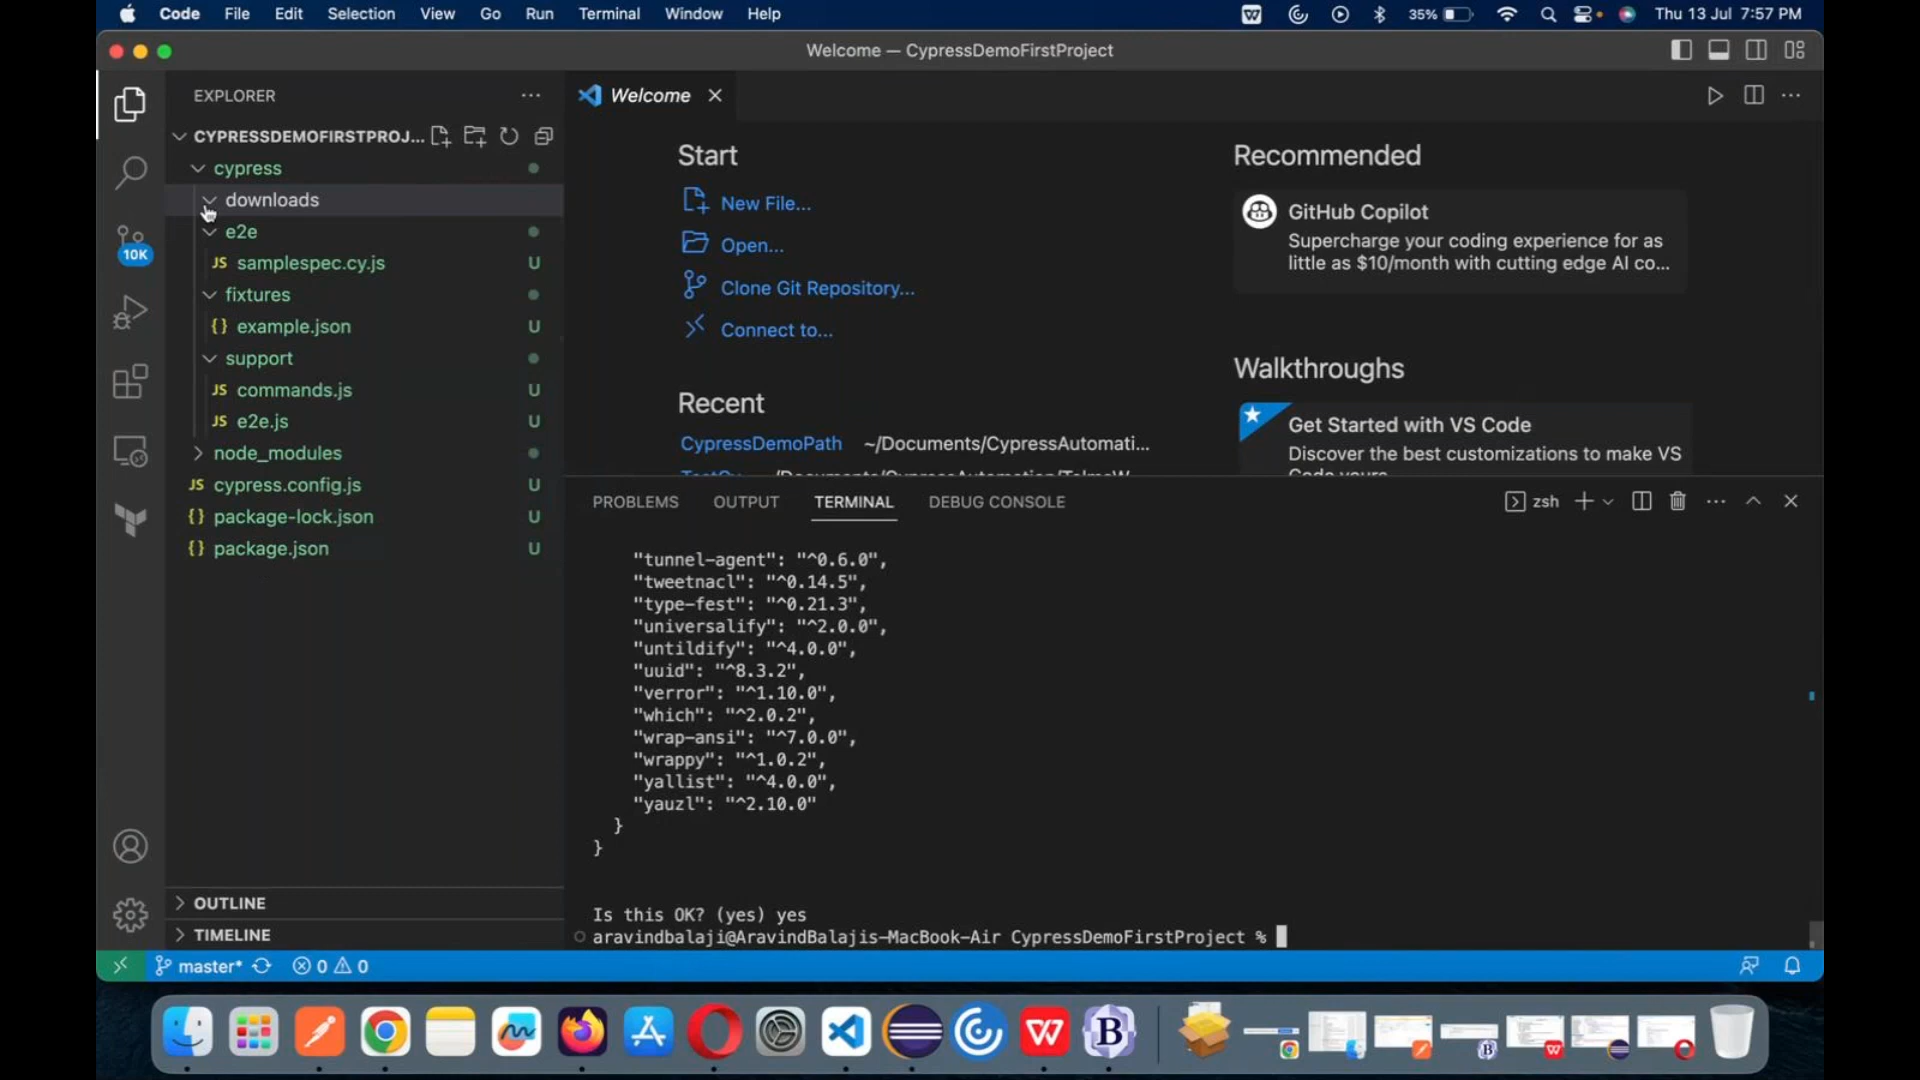 Code File Edit Selection View Go Run Terminal Window Help 35% Thu 13 Jul 7:57 PM
Welcome — CypressDemoFirstProject
EXPLORER
Welcome
CYPRESSDEMOFIRSTPROJ...
cypress
downloads
e2e
10K
JS samplespec.cy.js U
fixtures
{} example.json U
support
JS commands.js U
JS e2e.js U
node_modules
JS cypress.config.js U
{} package-lock.json U
{} package.json U
OUTLINE
TIMELINE
Start
New File...
Open...
Clone Git Repository...
Connect to...
Recent
CypressDemoPath ~/Documents/CypressAutomati...
Recommended
GitHub Copilot
Supercharge your coding experience for as
little as $10/month with cutting edge AI co...
Walkthroughs
Get Started with VS Code
Discover the best customizations to make VS
Code yours.
PROBLEMS OUTPUT TERMINAL DEBUG CONSOLE zsh
"tunnel-agent": "^0.6.0",
"tweetnacl": "^0.14.5",
"type-fest": "^0.21.3",
"universalify": "^2.0.0",
"untildify": "^4.0.0",
"uuid": "^8.3.2",
"verror": "^1.10.0",
"which": "^2.0.2",
"wrap-ansi": "^7.0.0",
"wrappy": "^1.0.2",
"yallist": "^4.0.0",
"yauzl": "^2.10.0"
}
}
Is this OK? (yes) yes
aravindbalaji@AravindBalajis-MacBook-Air CypressDemoFirstProject %
master* 0 0